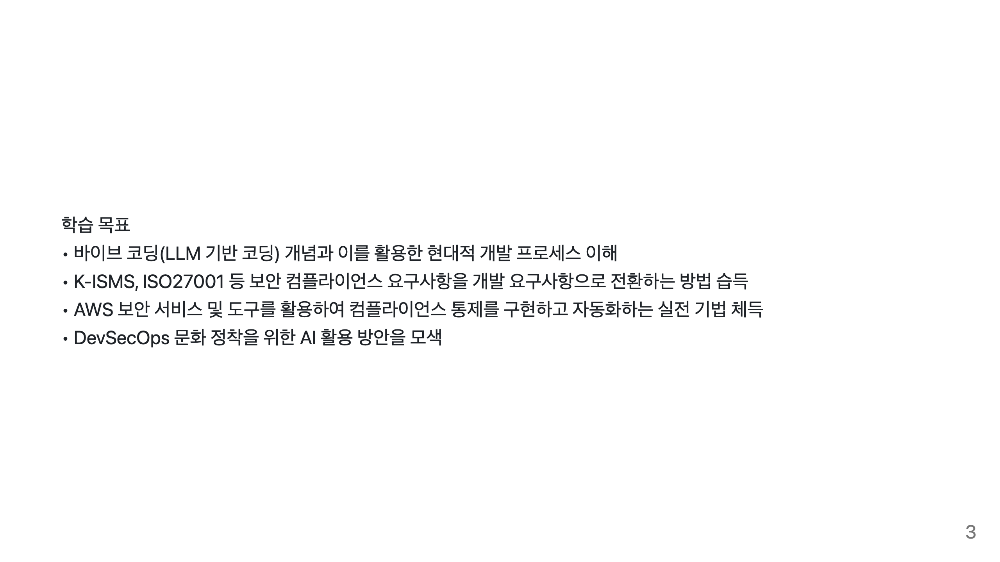 학습 목표
• 바이브 코딩(LLM 기반 코딩) 개념과 이를 활용한 현대적 개발 프로세스 이해
• K-ISMS, ISO27001 등 보안 컴플라이언스 요구사항을 개발 요구사항으로 전환하는 방법 습득
• AWS 보안 서비스 및 도구를 활용하여 컴플라이언스 통제를 구현하고 자동화하는 실전 기법 체득
• DevSecOps 문화 정착을 위한 AI 활용 방안을 모색
3